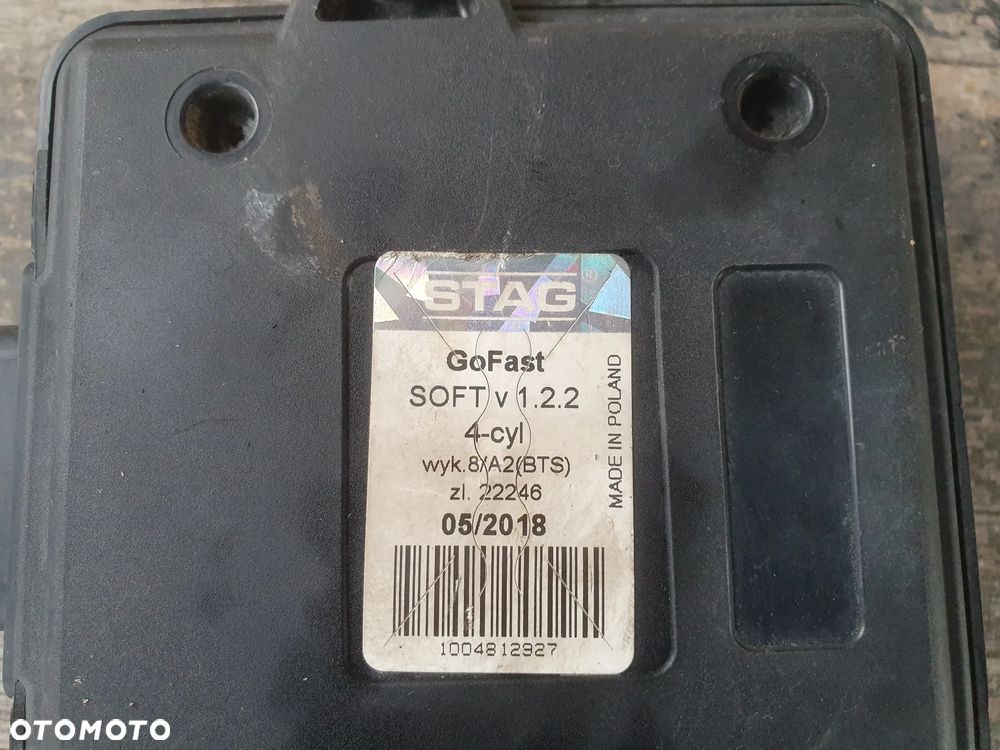 STAG®
GoFast
SOFT v 1.2.2
4-cyl
wyk.8/A2(BTS)
zl. 22246
05/2018
1004812927
MADE IN POLAND
OTOMOTO